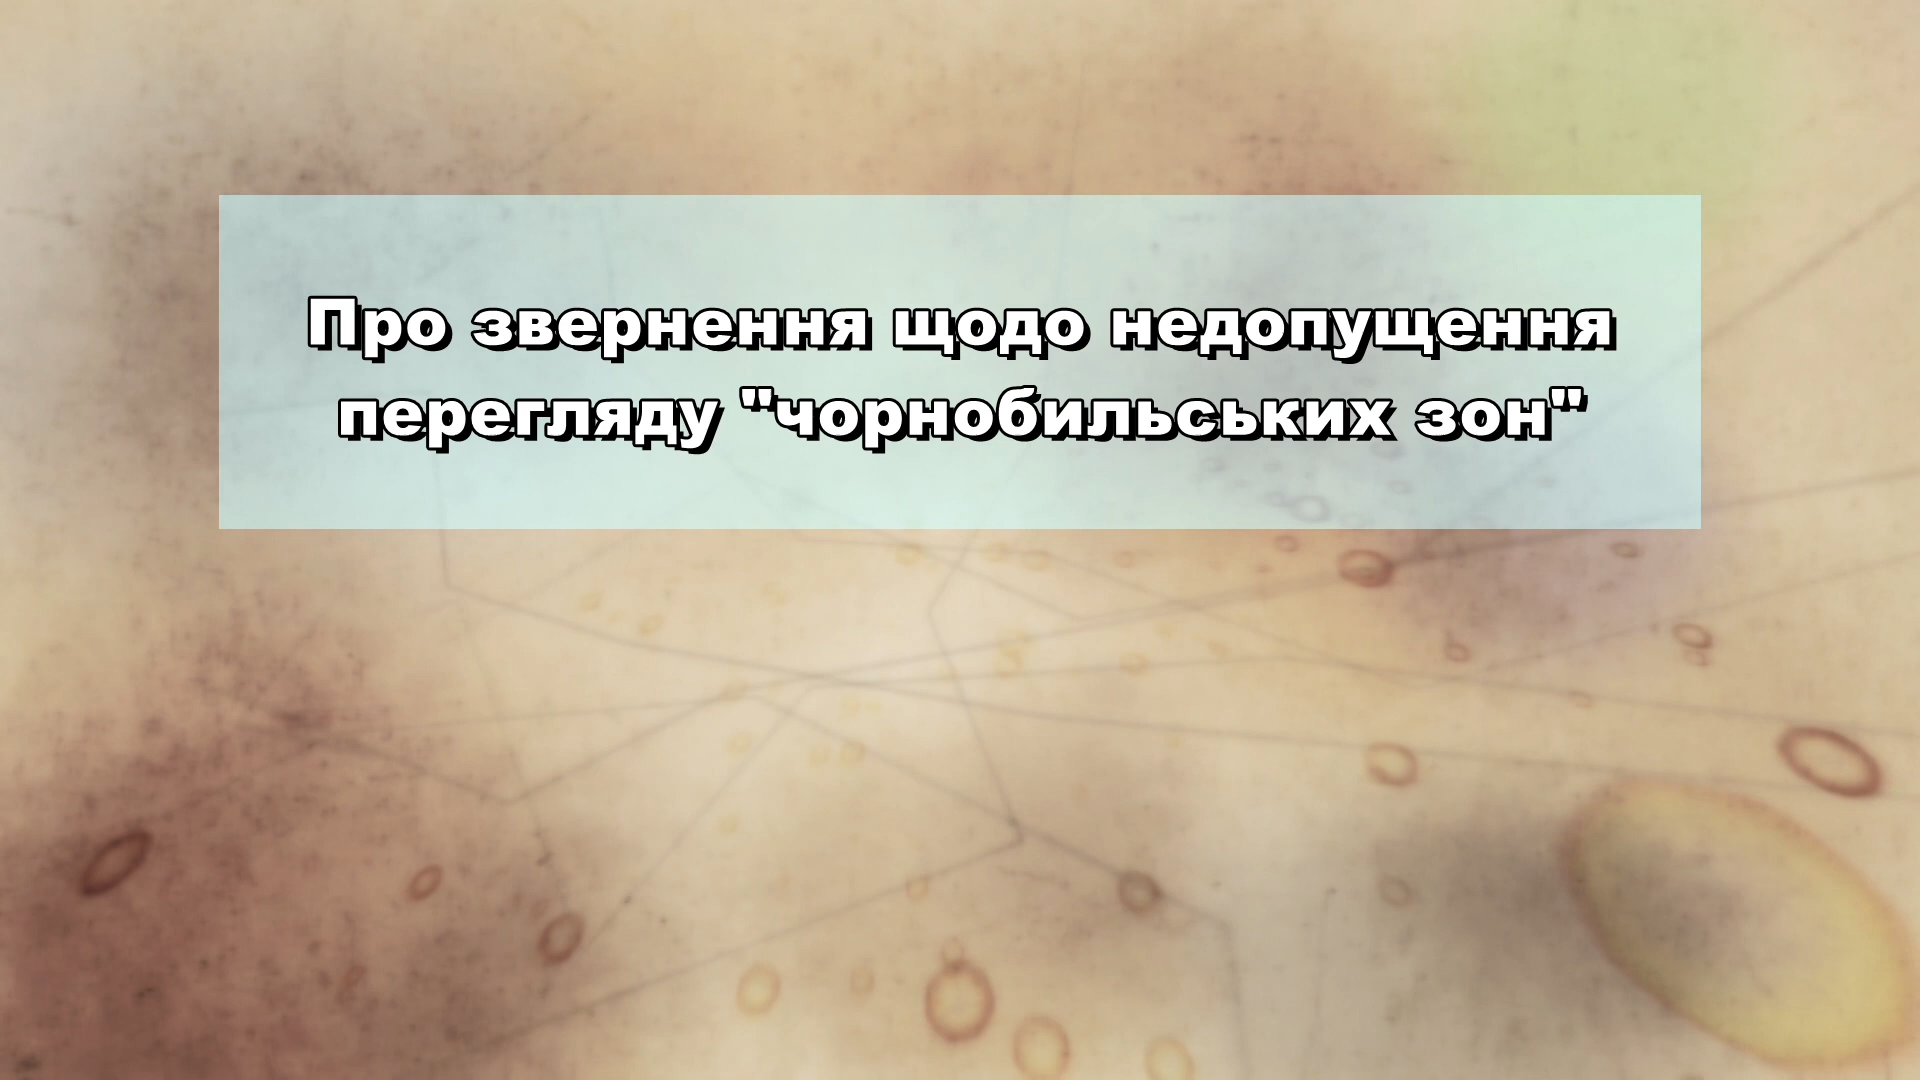 Про звернення щодо недопущення
перегляду "чорнобильських зон"